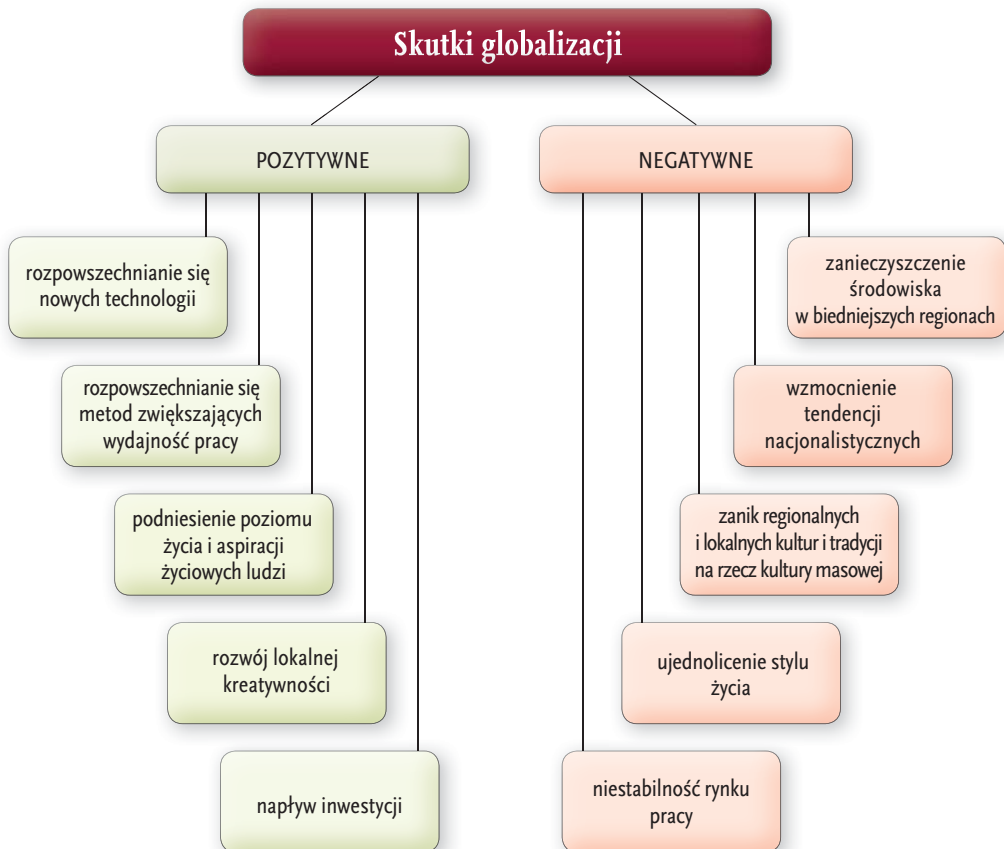 Skutki globalizacji
POZYTYWNE
rozpowszechnianie się
nowych technologii
rozpowszechnianie się
metod zwiększających
wydajność pracy
podniesienie poziomu
życia i aspiracji
życiowych ludzi
rozwój lokalnej
kreatywności
napływ inwestycji
NEGATYWNE
zanieczyszczenie
środowiska
w biedniejszych regionach
wzmocnienie
tendencji
nacjonalistycznych
zanik regionalnych
i lokalnych kultur i tradycji
na rzecz kultury masowej
ujednolicenie stylu
życia
niestabilność rynku
pracy